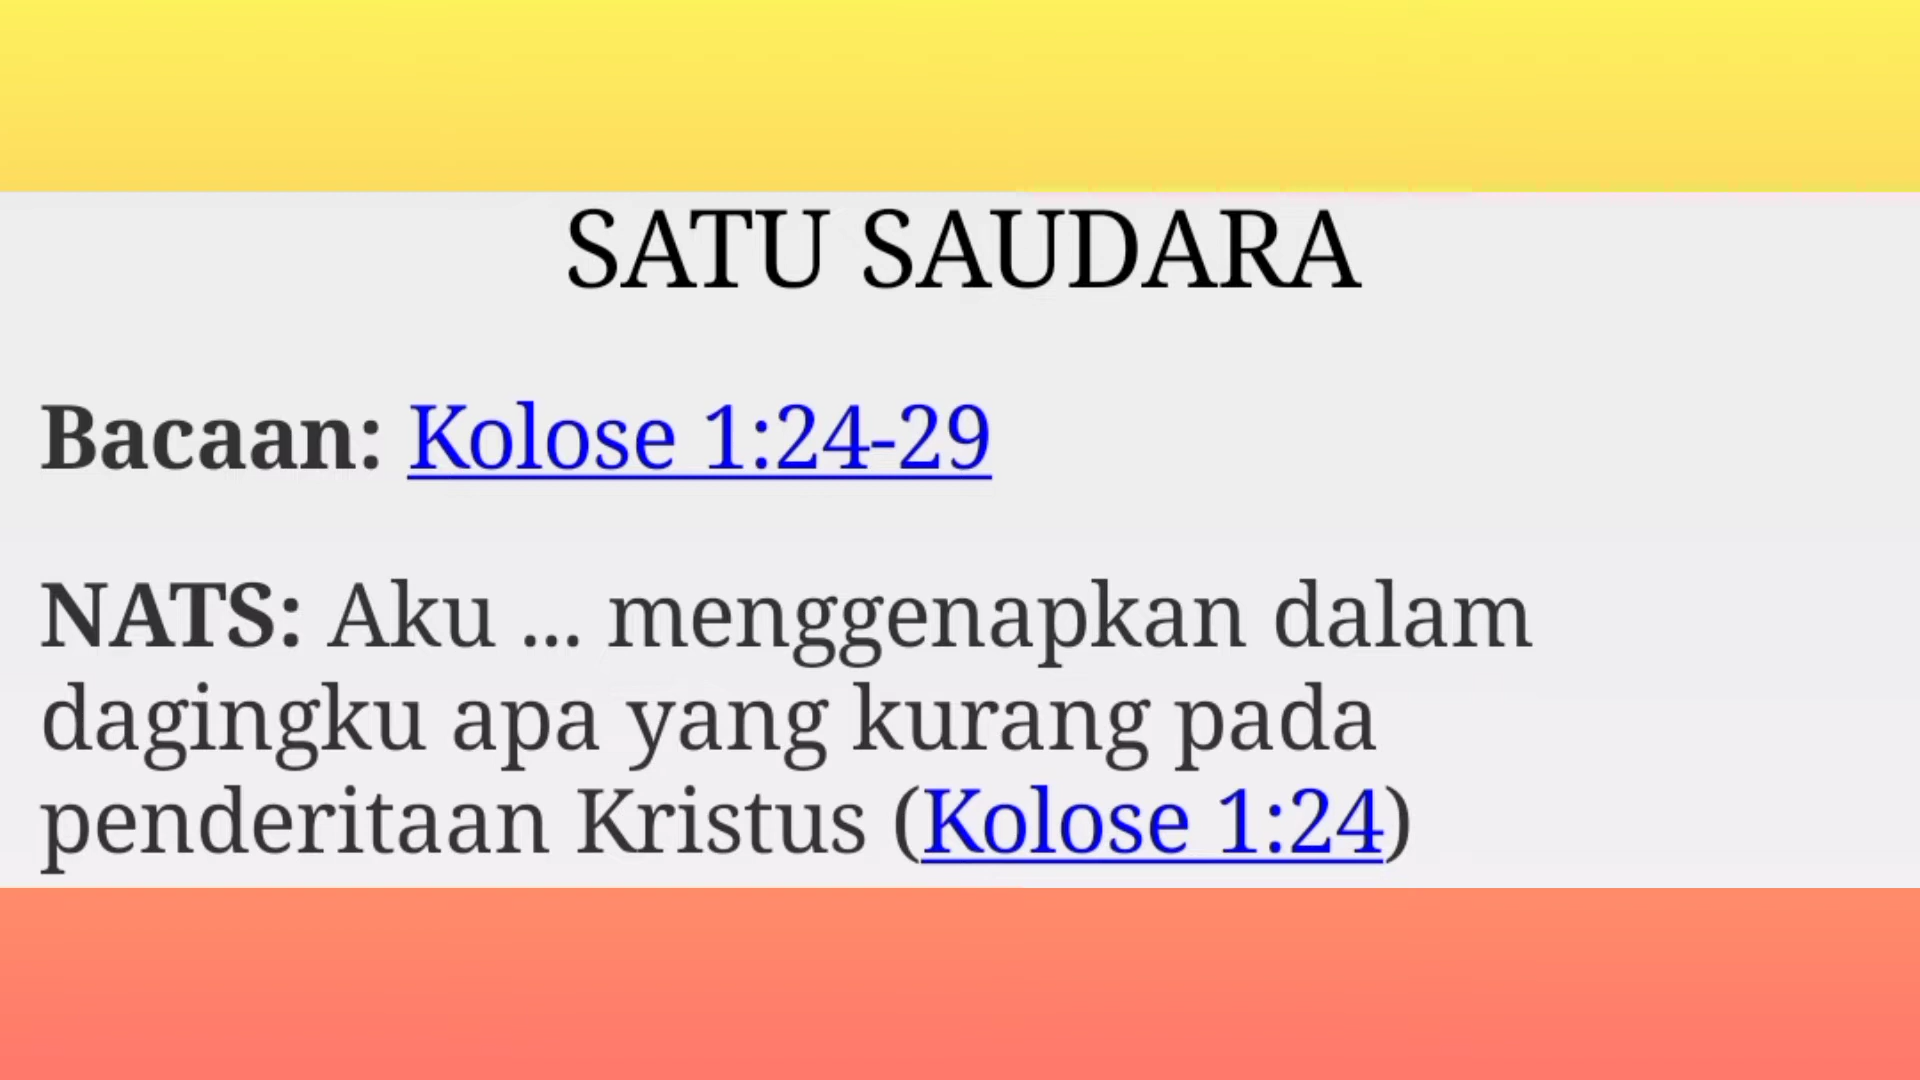 SATU SAUDARA
Bacaan: Kolose 1:24-29
NATS: Aku ... menggenapkan dalam
dagingku apa yang kurang pada
penderitaan Kristus (Kolose 1:24)